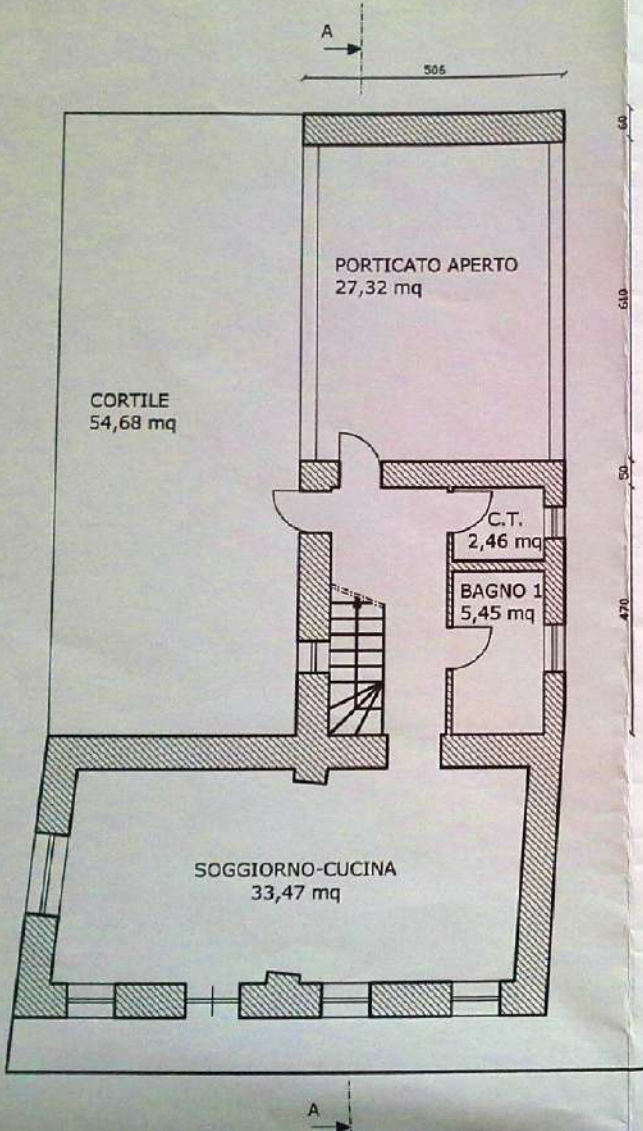 A
506
60
PORTICATO APERTO
27,32 mq
610
CORTILE
54,68 mq
50
C.T.
2,46 mq
BAGNO 1
5,45 mq
470
SOGGIORNO-CUCINA
33,47 mq
A